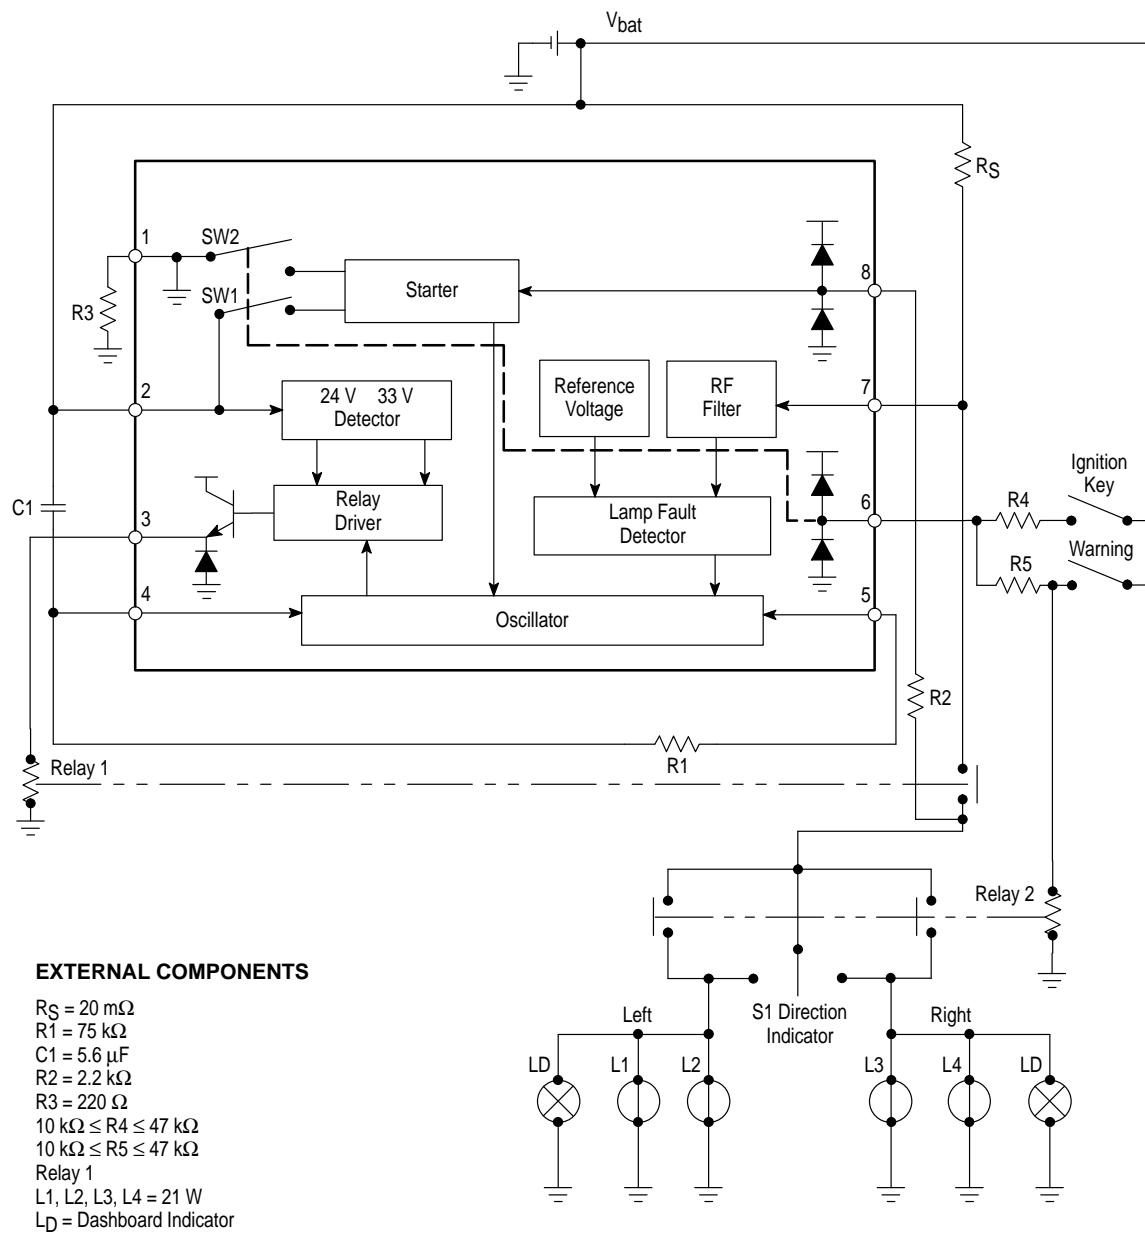 Vbat
RS
1
SW2
8
R3
SW1
Starter
2
24 V 33 V
Detector
Reference
Voltage
RF
Filter
7
C1
3
Relay
Driver
Lamp Fault
Detector
6
R4
Ignition
Key
Warning
R5
4
Oscillator
5
R2
R1
Relay 1
Relay 2
S1 Direction
Indicator
Left
Right
LD
L1
L2
L3
L4
LD
EXTERNAL COMPONENTS
RS = 20 mΩ
R1 = 75 kΩ
C1 = 5.6 μF
R2 = 2.2 kΩ
R3 = 220 Ω
10 kΩ ≤ R4 ≤ 47 kΩ
10 kΩ ≤ R5 ≤ 47 kΩ
Relay 1
L1, L2, L3, L4 = 21 W
LD = Dashboard Indicator